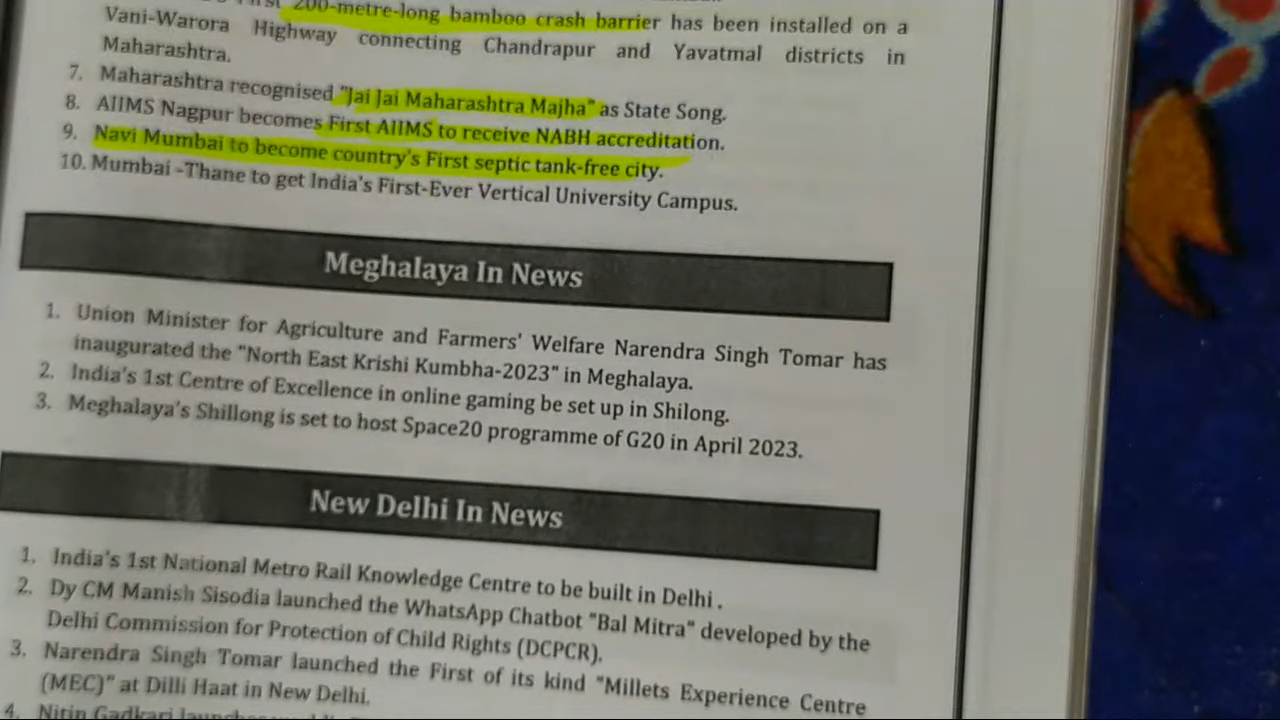 200-metre-long bamboo crash barrier has been installed on a
Vani-Warora Highway connecting Chandrapur and Yavatmal districts in
Maharashtra.
7. Maharashtra recognised "Jai Jai Maharashtra Majha" as State Song.
8. AIIMS Nagpur becomes First AIIMS to receive NABH accreditation.
9. Navi Mumbai to become country's First septic tank-free city.
10. Mumbai -Thane to get India's First-Ever Vertical University Campus.
Meghalaya In News
1. Union Minister for Agriculture and Farmers' Welfare Narendra Singh Tomar has
inaugurated the "North East Krishi Kumbha-2023" in Meghalaya.
2. India's 1st Centre of Excellence in online gaming be set up in Shilong.
3. Meghalaya's Shillong is set to host Space20 programme of G20 in April 2023.
New Delhi In News
1. India's 1st National Metro Rail Knowledge Centre to be built in Delhi .
2. Dy CM Manish Sisodia launched the WhatsApp Chatbot "Bal Mitra" developed by the
Delhi Commission for Protection of Child Rights (DCPCR).
3. Narendra Singh Tomar launched the First of its kind "Millets Experience Centre
(MEC)" at Dilli Haat in New Delhi.
4. Nitin Gadkari